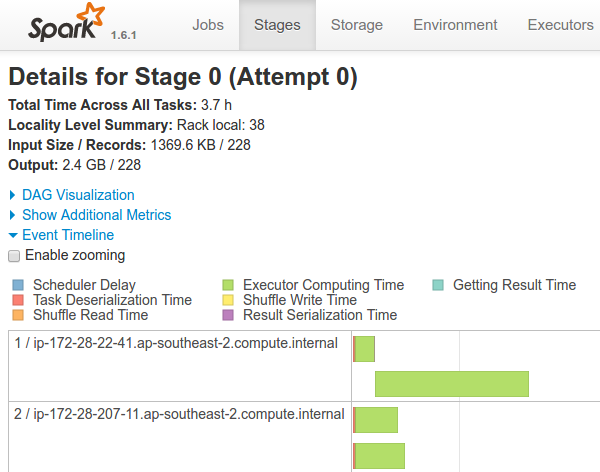 Spark 1.6.1 Jobs Stages Storage Environment Executors
Details for Stage 0 (Attempt 0)
Total Time Across All Tasks: 3.7 h
Locality Level Summary: Rack local: 38
Input Size / Records: 1369.6 KB / 228
Output: 2.4 GB / 228
DAG Visualization
Show Additional Metrics
Event Timeline
Enable zooming
Scheduler Delay Executor Computing Time Getting Result Time
Task Deserialization Time Shuffle Write Time
Shuffle Read Time Result Serialization Time
1 / ip-172-28-22-41.ap-southeast-2.compute.internal
2 / ip-172-28-207-11.ap-southeast-2.compute.internal